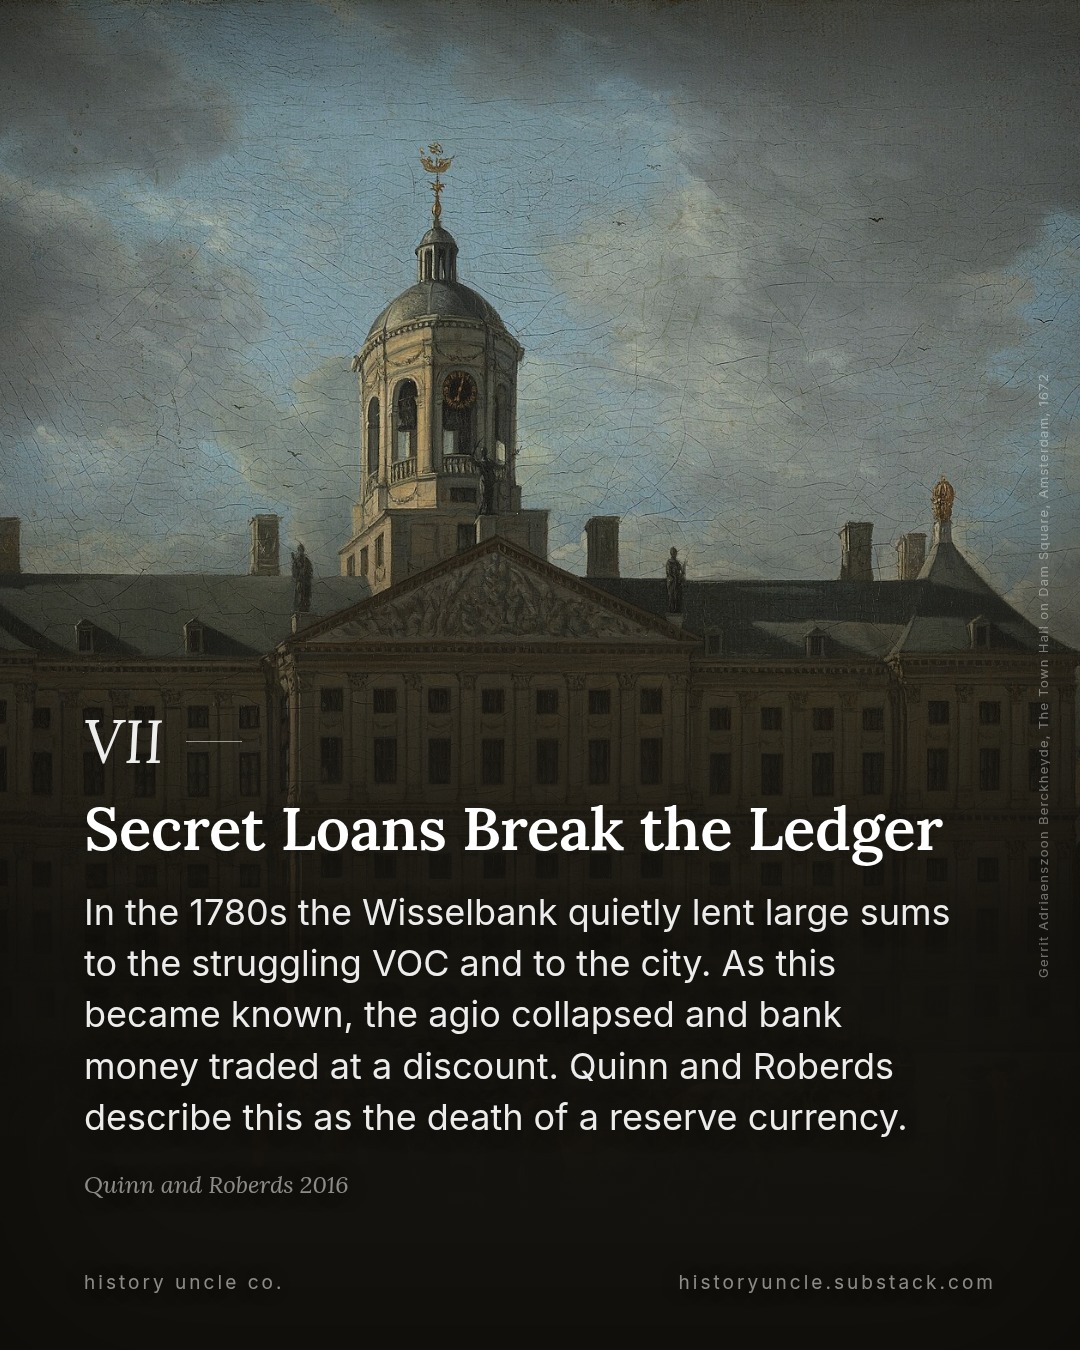 VII
Secret Loans Break the Ledger
In the 1780s the Wisselbank quietly lent large sums
to the struggling VOC and to the city. As this
became known, the agio collapsed and bank
money traded at a discount. Quinn and Roberds
describe this as the death of a reserve currency.
Quinn and Roberds 2016
history uncle co.
historyuncle.substack.com
Gerrit Adriaenszoon Berckheyde, The Town Hall on Dam Square, Amsterdam, 1672